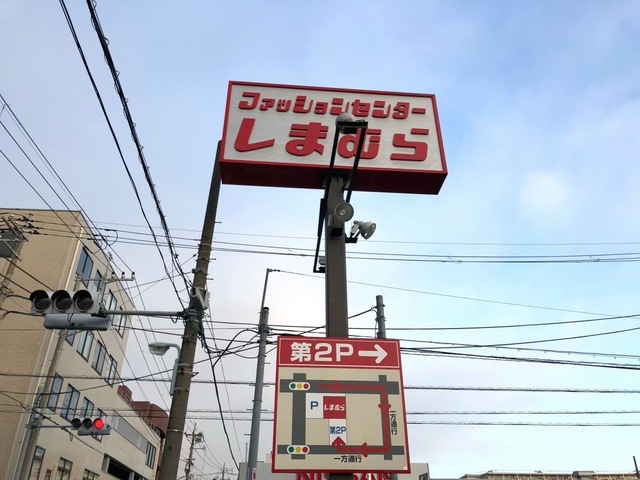 ファッションセンター
しまむら
第2P→
P しまむら
第2P
一方通行
一方通行